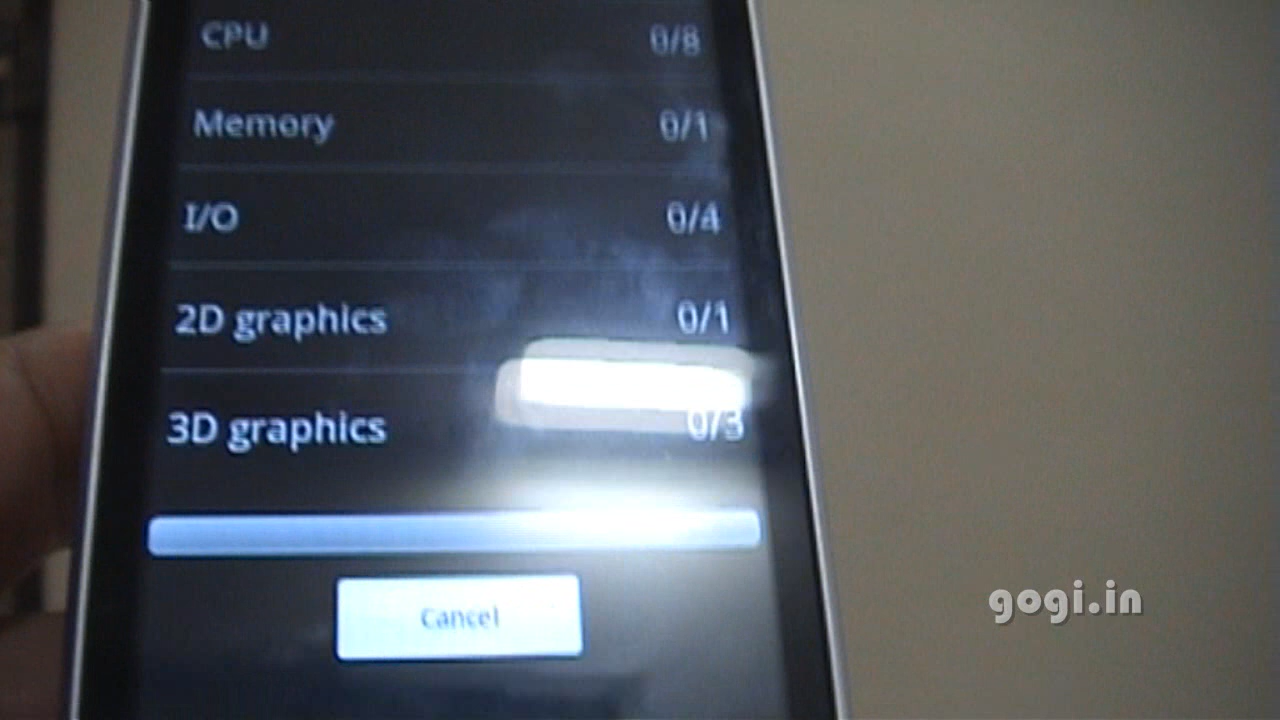 CPU 0/8
Memory 0/1
I/O 0/4
2D graphics 0/1
3D graphics 0/3
Cancel
gogi.in